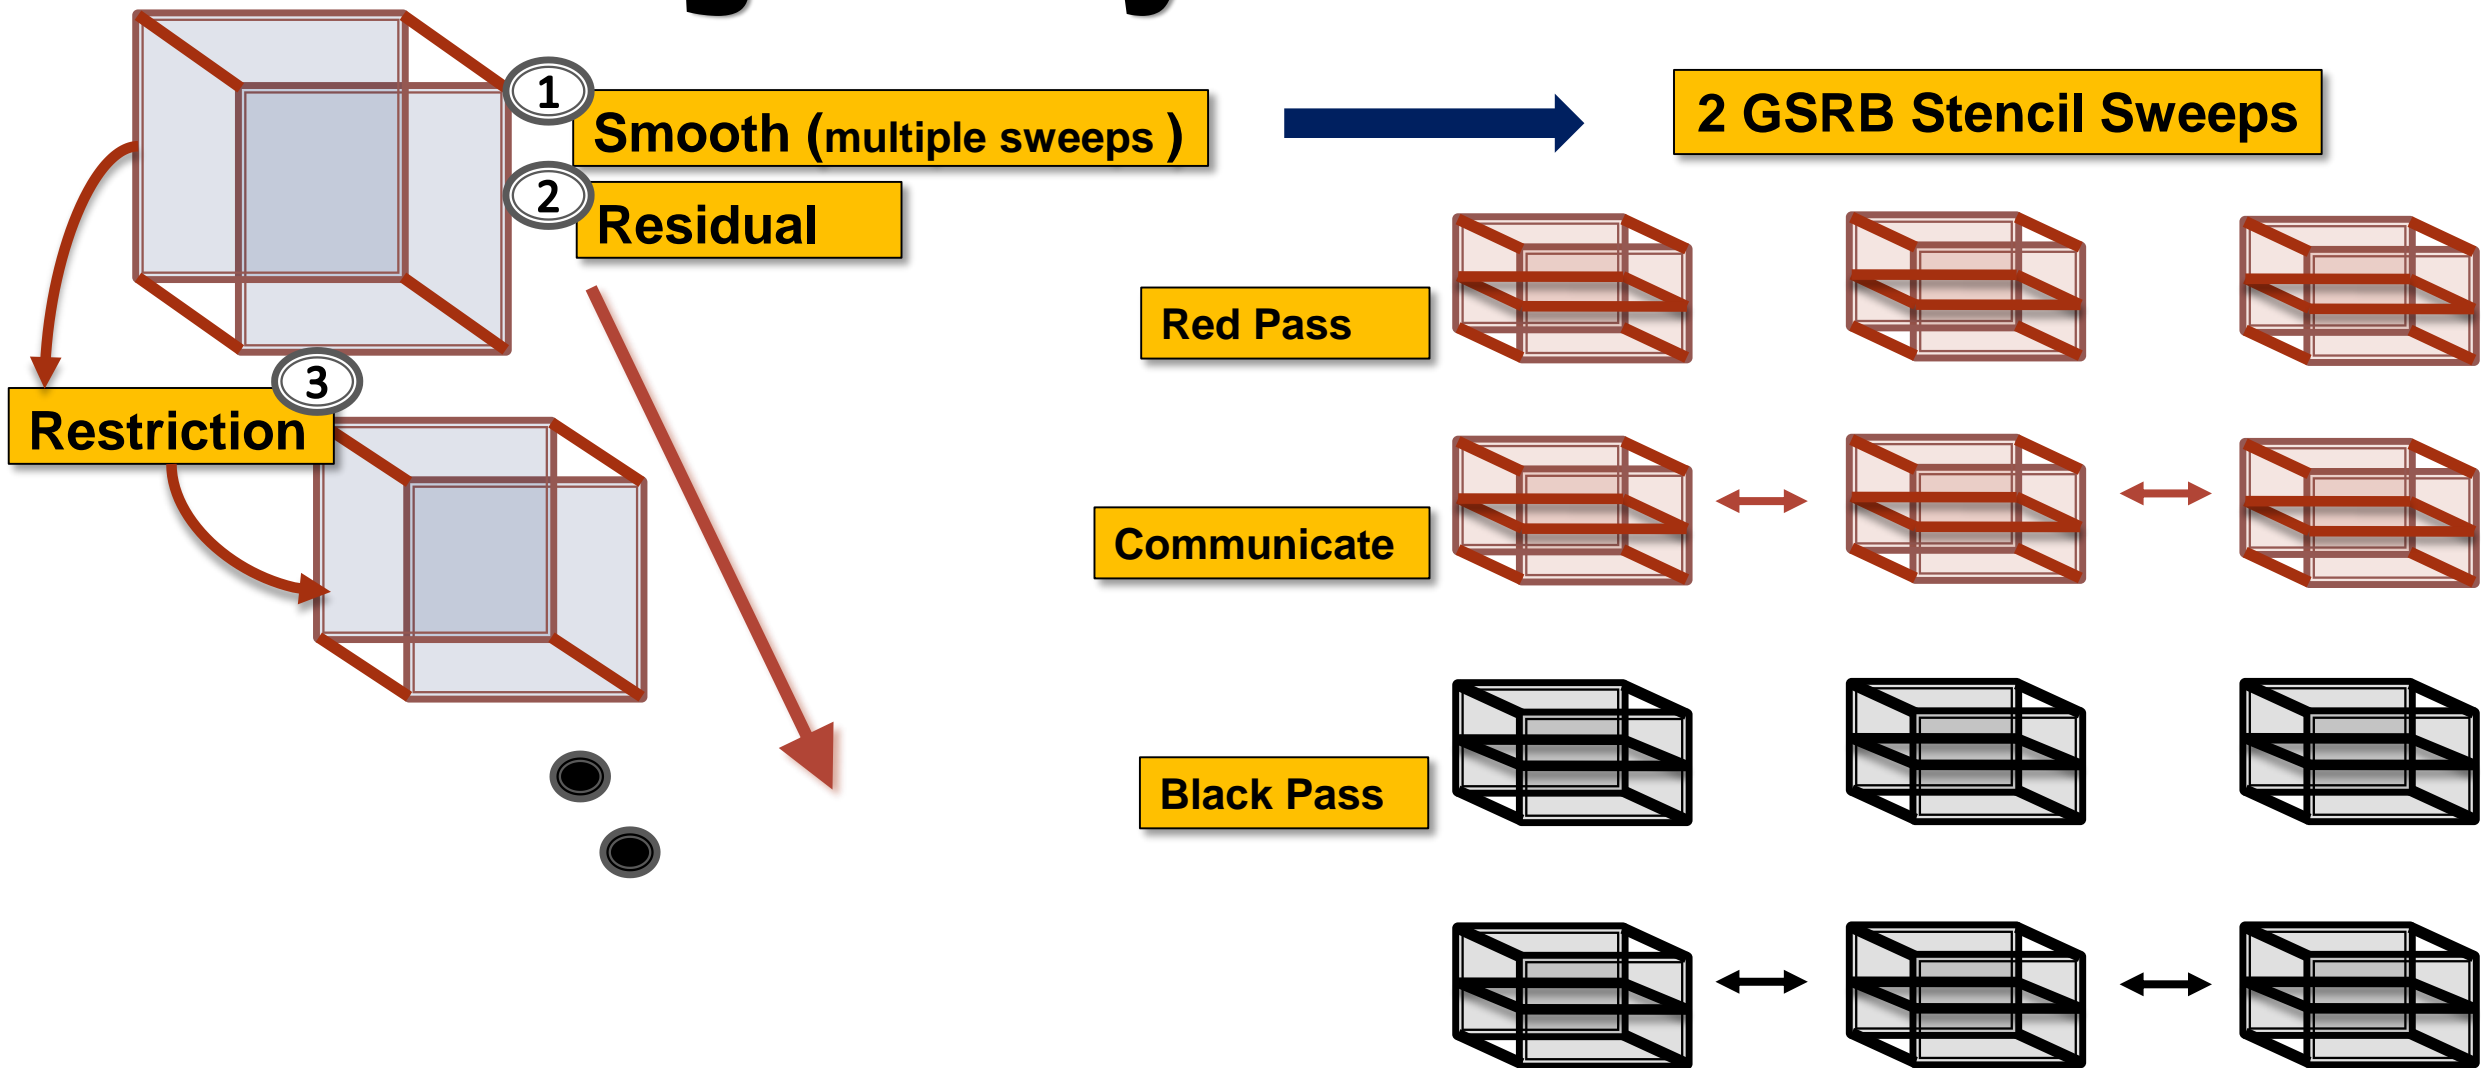 1
Smooth (multiple sweeps )
2 GSRB Stencil Sweeps
2
Residual
Red Pass
3
Restriction
Communicate
Black Pass